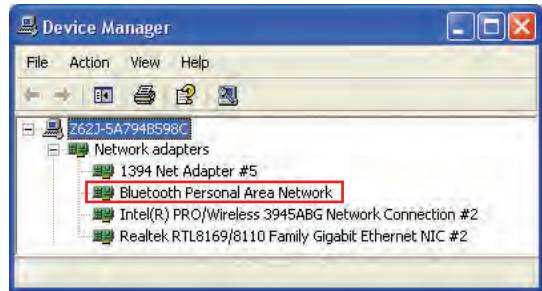 Device Manager
File Action View Help
Z62J-5A794B598C
Network adapters
1394 Net Adapter #5
Bluetooth Personal Area Network
Intel(R) PRO/Wireless 3945ABG Network Connection #2
Realtek RTL8169/8110 Family Gigabit Ethernet NIC #2